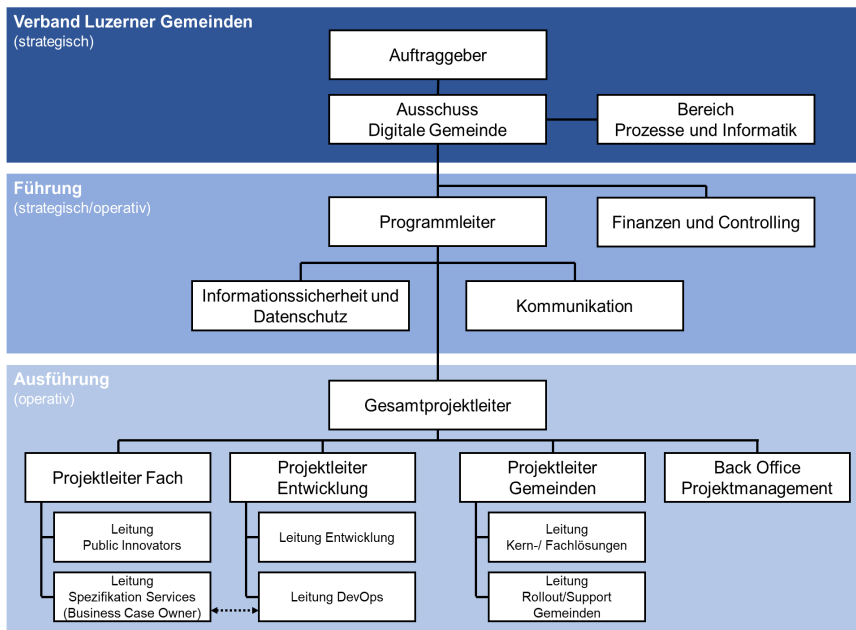 Verband Luzerner Gemeinden
(strategisch)
Auftraggeber
Ausschuss
Digitale Gemeinde
Bereich
Prozesse und Informatik
Führung
(strategisch/operativ)
Programmleiter
Finanzen und Controlling
Informationssicherheit und
Datenschutz
Kommunikation
Ausführung
(operativ)
Gesamtprojektleiter
Projektleiter Fach
Projektleiter
Entwicklung
Projektleiter
Gemeinden
Back Office
Projektmanagement
Leitung
Public Innovators
Leitung Entwicklung
Leitung
Kern-/ Fachlösungen
Leitung
Spezifikation Services
(Business Case Owner)
Leitung DevOps
Leitung
Rollout/Support
Gemeinden